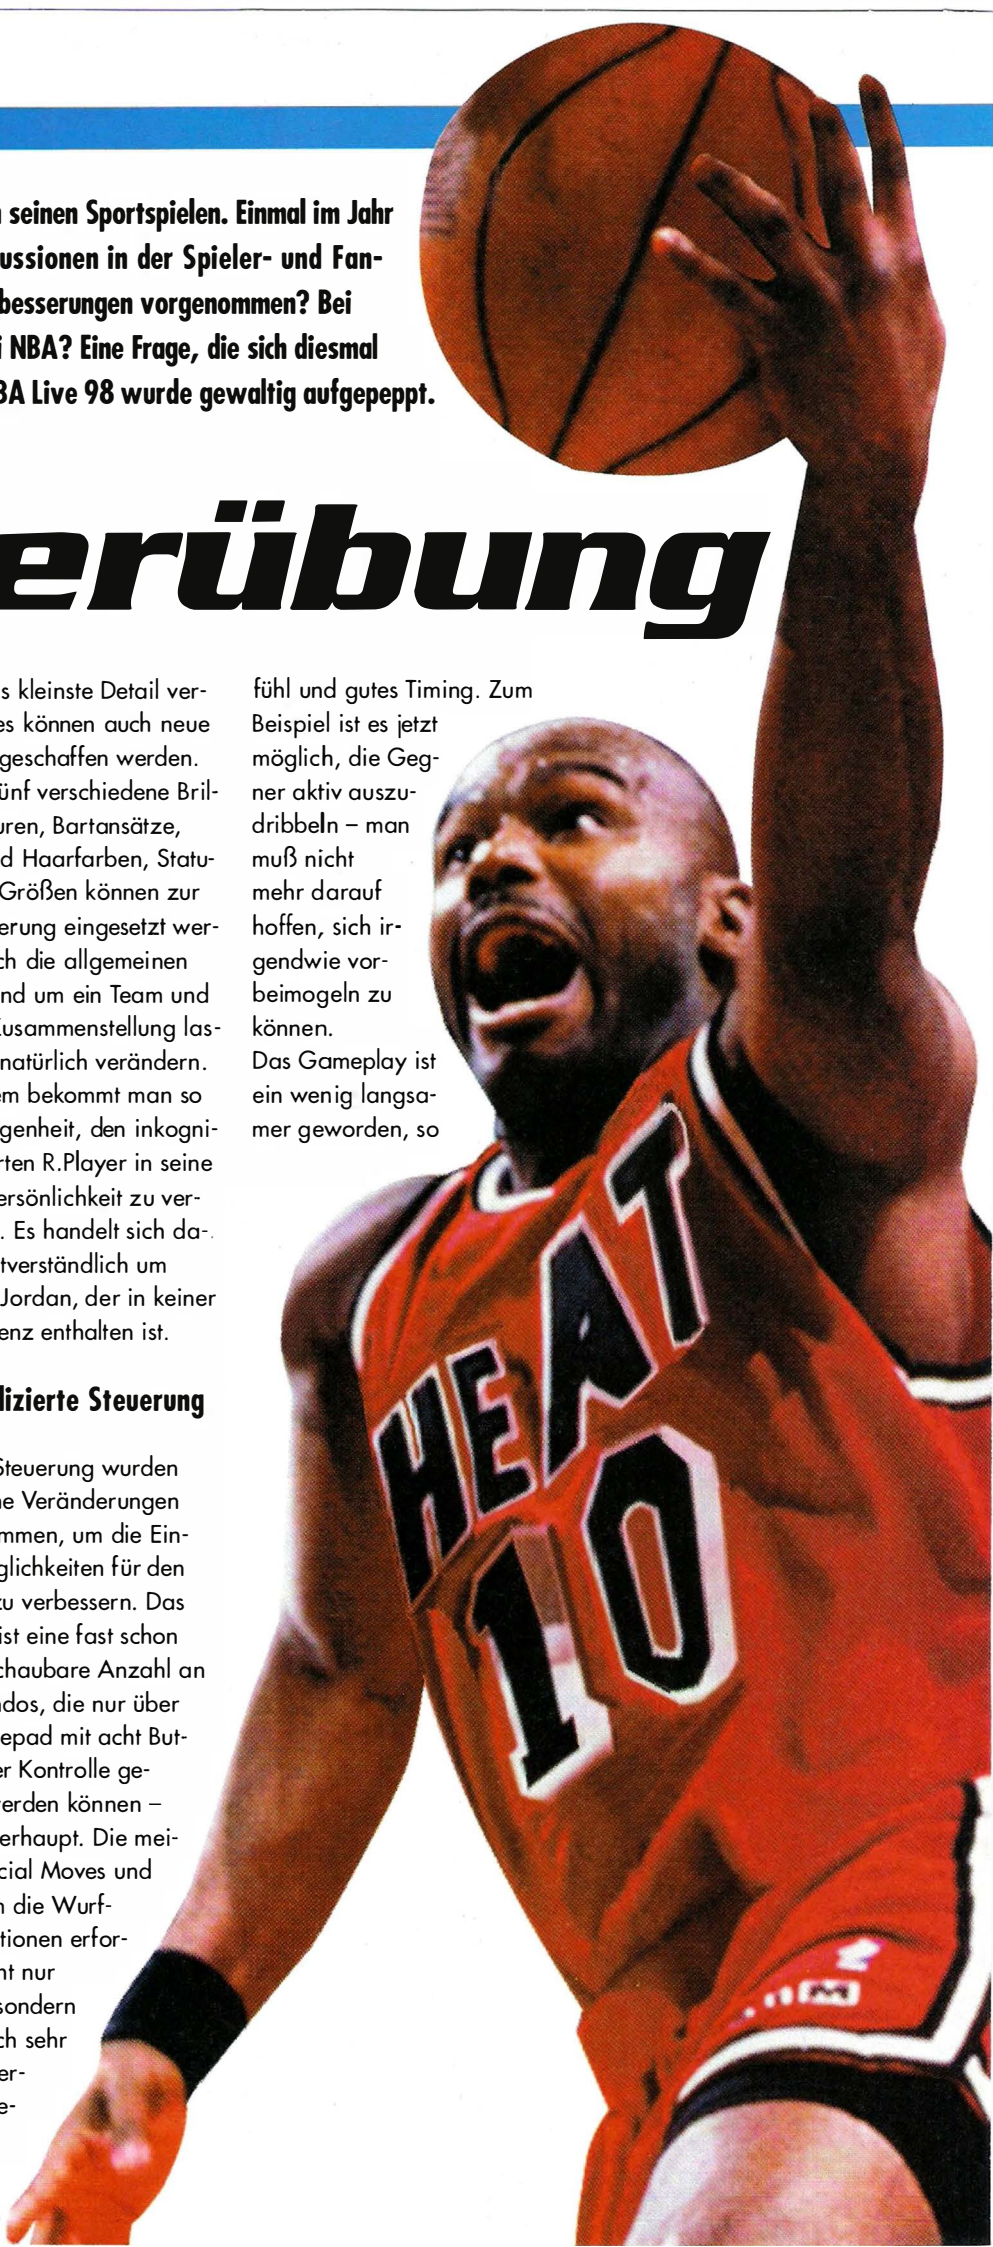 seinen Sportspielen. Einmal im Jahr
ussionen in der Spieler- und Fan-
besserungen vorgenommen? Bei
i NBA? Eine Frage, die sich diesmal
BA Live 98 wurde gewaltig aufgepeppt.
erübung
s kleinste Detail ver-
es können auch neue
geschaffen werden.
ünf verschiedene Bril-
uren, Bartansätze,
d Haarfarben, Statu-
Größen können zur
erung eingesetzt wer-
ch die allgemeinen
nd um ein Team und
Zusammenstellung las-
natürlich verändern.
em bekommt man so
genheit, den inkogni-
rten R.Player in seine
ersönlichkeit zu ver-
. Es handelt sich da-
tverständlich um
Jordan, der in keiner
enz enthalten ist.
lizierte Steuerung
Steuerung wurden
he Veränderungen
mmen, um die Ein-
glichkeiten für den
zu verbessern. Das
ist eine fast schon
chaubare Anzahl an
ndos, die nur über
epad mit acht But-
er Kontrolle ge-
verden können –
erhaupt. Die mei-
cial Moves und
n die Wurf-
tionen erfor-
nt nur
sondern
ch sehr
er-
e-
fühl und gutes Timing. Zum
Beispiel ist es jetzt
möglich, die Geg-
ner aktiv auszu-
dribbeln – man
muß nicht
mehr darauf
hoffen, sich ir-
gendwie vor-
beimogeln zu
können.
Das Gameplay ist
ein wenig langsa-
mer geworden, so
HEAT
10